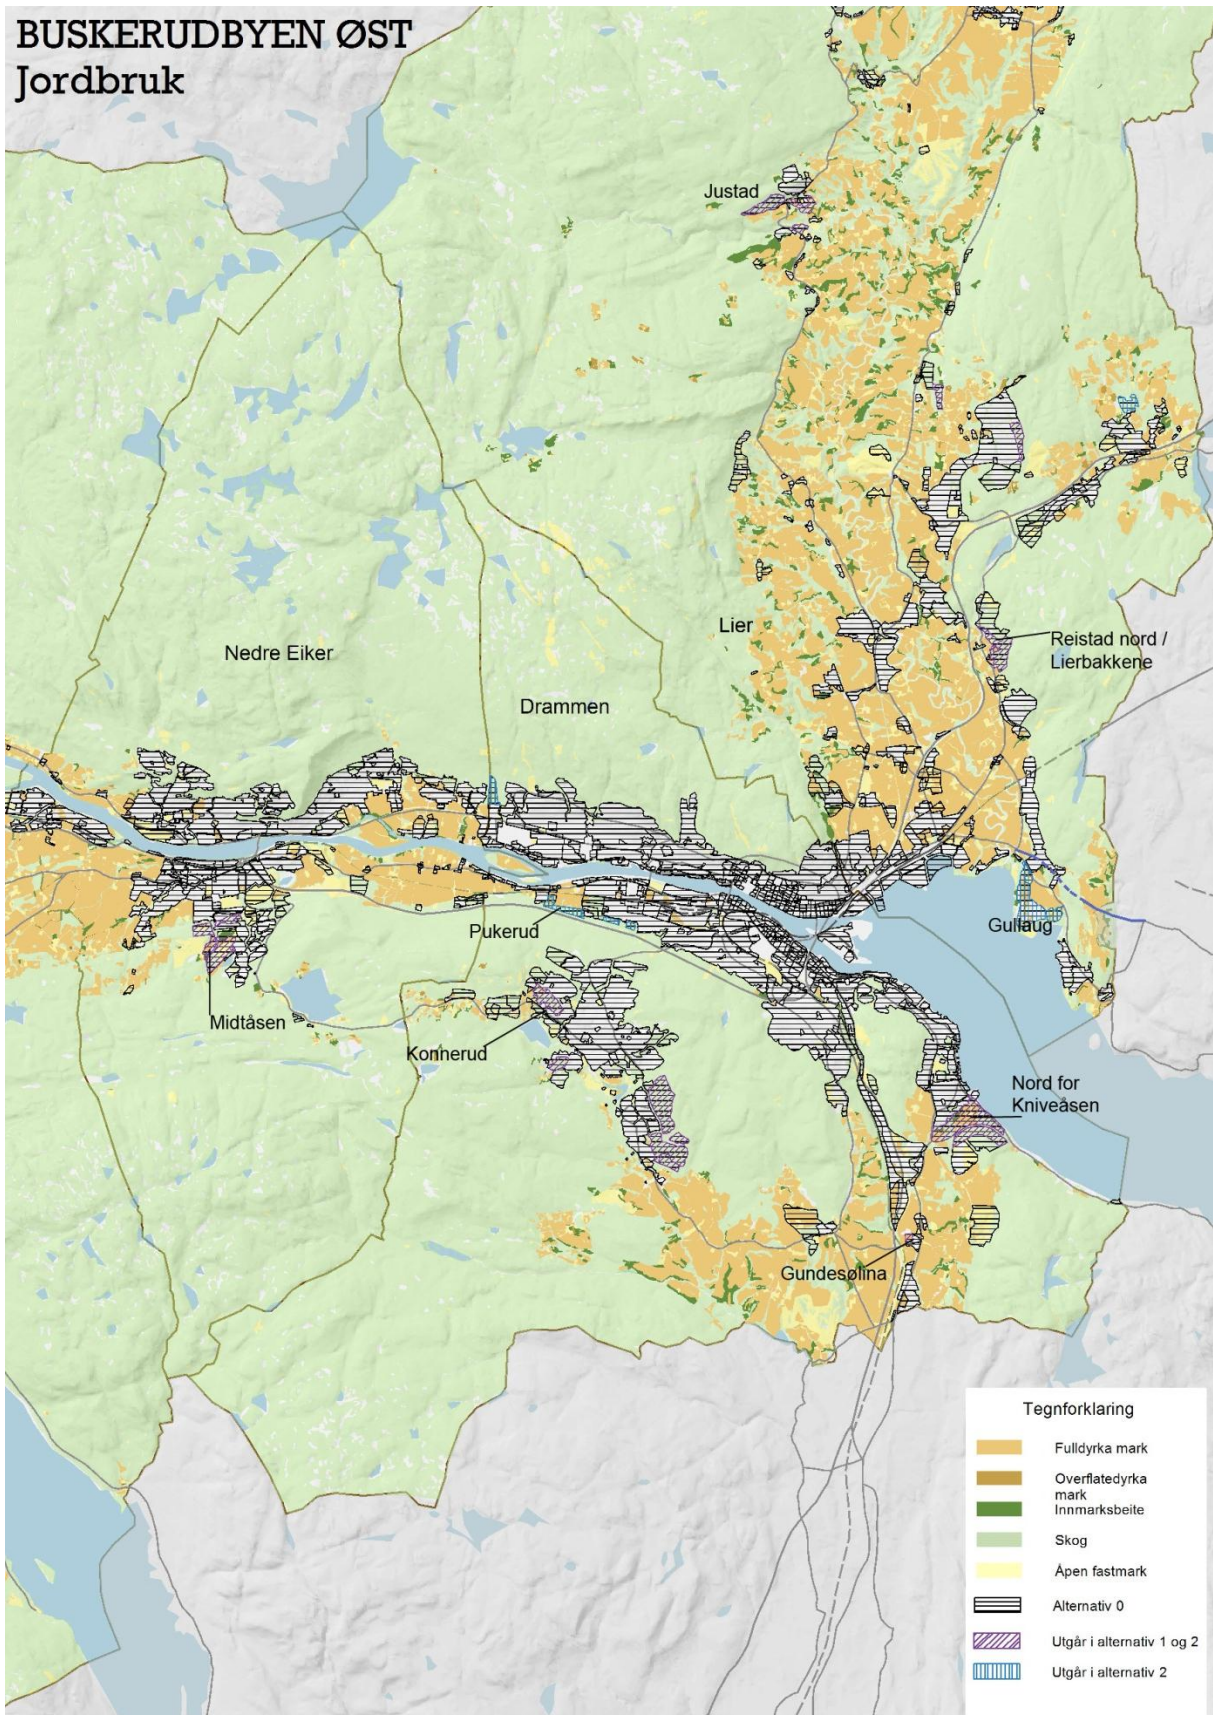 BUSKERUDBYEN ØST
Jordbruk
Justad
Reistad nord /
Lierbakkene
Lier
Nedre Eiker
Drammen
Pukerud
Gullaug
Midtåsen
Konnerud
Nord for
Kniveåsen
Gundesølina
Tegnforklaring
Fulldyrka mark
Overflatedyrka
mark
Innmarksbeite
Skog
Åpen fastmark
Alternativ 0
Utgår i alternativ 1 og 2
Utgår i alternativ 2